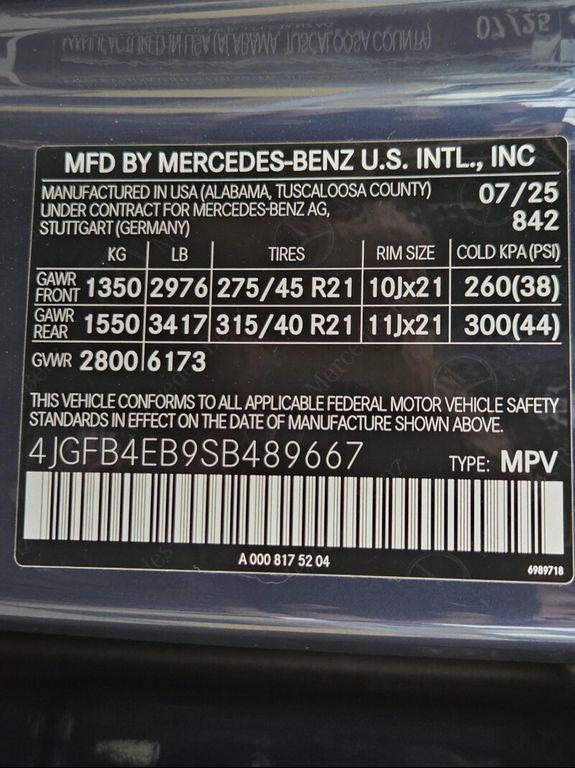 MFD BY MERCEDES-BENZ U.S. INTL., INC
MANUFACTURED IN USA (ALABAMA, TUSCALOOSA COUNTY) 07/25
UNDER CONTRACT FOR MERCEDES-BENZ AG, 842
STUTTGART (GERMANY)
KG LB TIRES RIM SIZE COLD KPA (PSI)
GAWR FRONT 1350 2976 275/45 R21 10Jx21 260(38)
GAWR REAR 1550 3417 315/40 R21 11Jx21 300(44)
GVWR 2800 6173
THIS VEHICLE CONFORMS TO ALL APPLICABLE FEDERAL MOTOR VEHICLE SAFETY
STANDARDS IN EFFECT ON THE DATE OF MANUFACTURE SHOWN ABOVE.
4JGFB4EB9SB489667 TYPE: MPV
A 000 817 52 04
6989718